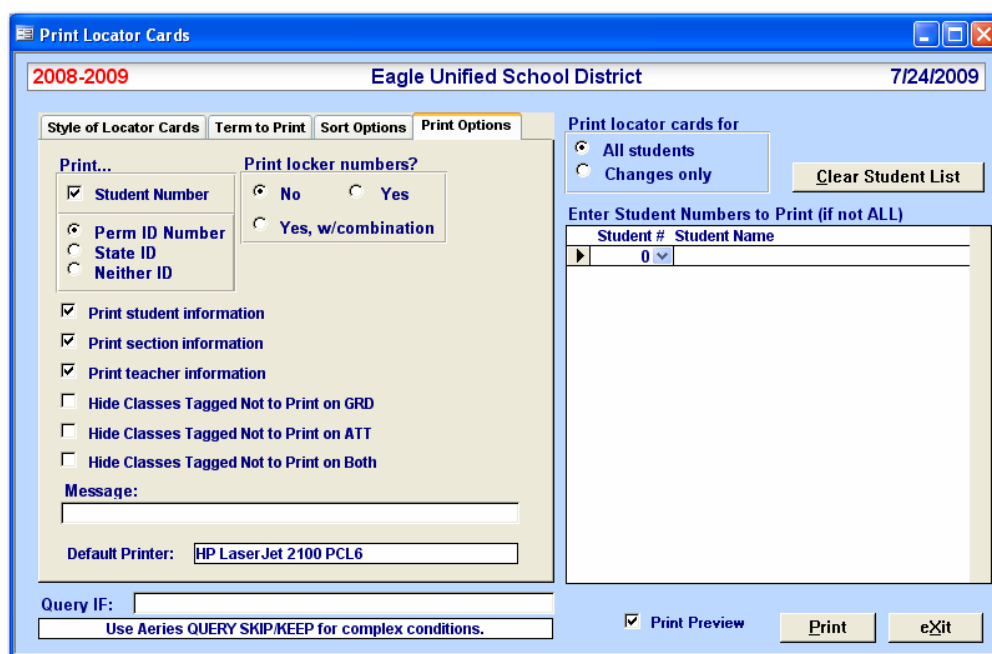 Print Locator Cards
2008-2009 Eagle Unified School District 7/24/2009
Style of Locator Cards Term to Print Sort Options Print Options
Print...
Student Number
Perm ID Number
State ID
Neither ID
Print locker numbers?
No Yes
Yes, w/combination
Print student information
Print section information
Print teacher information
Hide Classes Tagged Not to Print on GRD
Hide Classes Tagged Not to Print on ATT
Hide Classes Tagged Not to Print on Both
Message:
Default Printer: HP LaserJet 2100 PCL6
Query IF:
Use Aeries QUERY SKIP/KEEP for complex conditions.
Print locator cards for
All students
Changes only
Clear Student List
Enter Student Numbers to Print (if not ALL)
Student # Student Name
0
Print Preview Print eXit